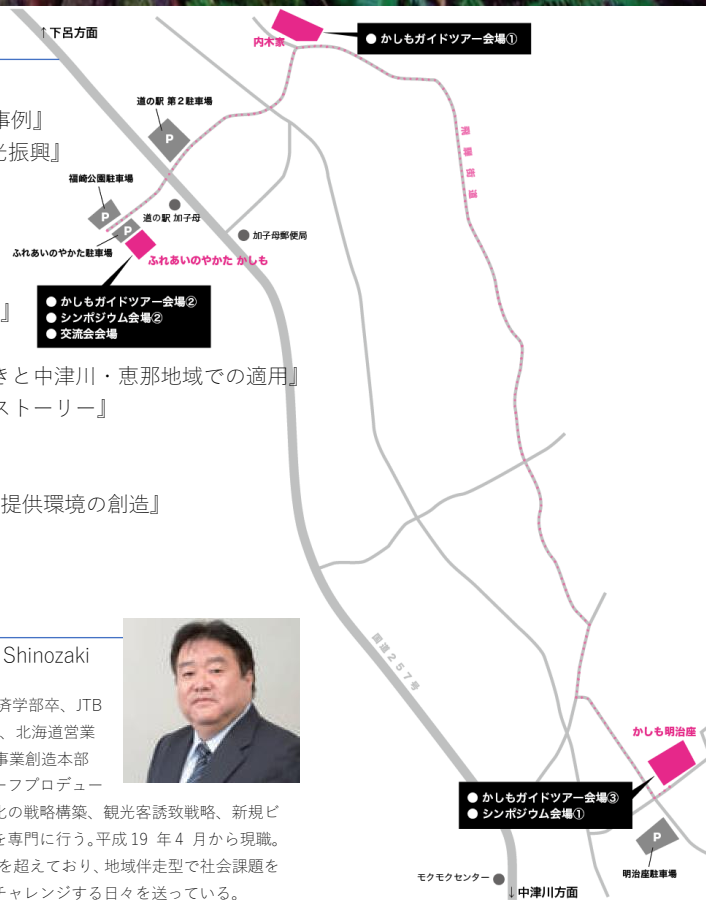 ↑下呂方面
内木家
● かしもガイドツアー会場①
事例』
光振興』
道の駅 第2駐車場
P
福崎公園駐車場
P
P
道の駅 加子母
加子母郵便局
ふれあいのやかた駐車場
ふれあいのやかた かしも
飛騨街道
● かしもガイドツアー会場②
● シンポジウム会場②
● 交流会会場
』
きと中津川・恵那地域での適用』
ストーリー』
提供環境の創造』
Shinozaki
済学部卒、JTB
、北海道営業
事業創造本部
ーフプロデュー
化の戦略構築、観光客誘致戦略、新規ビ
を専門に行う。平成 19 年 4 月から現職。
を超えており、地域伴走型で社会課題を
チャレンジする日々を送っている。
国道257号
かしも明治座
● かしもガイドツアー会場③
● シンポジウム会場①
P
明治座駐車場
モクモクセンター
↓中津川方面